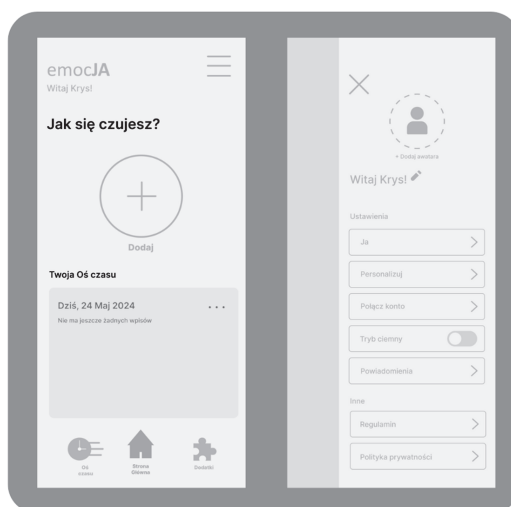 emocJA
Witaj Krys!
Jak się czujesz?
Dodaj
Twoja Oś czasu
Dziś, 24 Maj 2024
Nie ma jeszcze żadnych wpisów
Oś
czasu
Strona
Główna
Dodatki
+ Dodaj awatara
Witaj Krys!
Ustawienia
Ja
Personalizuj
Połącz konto
Tryb ciemny
Powiadomienia
Inne
Regulamin
Polityka prywatności